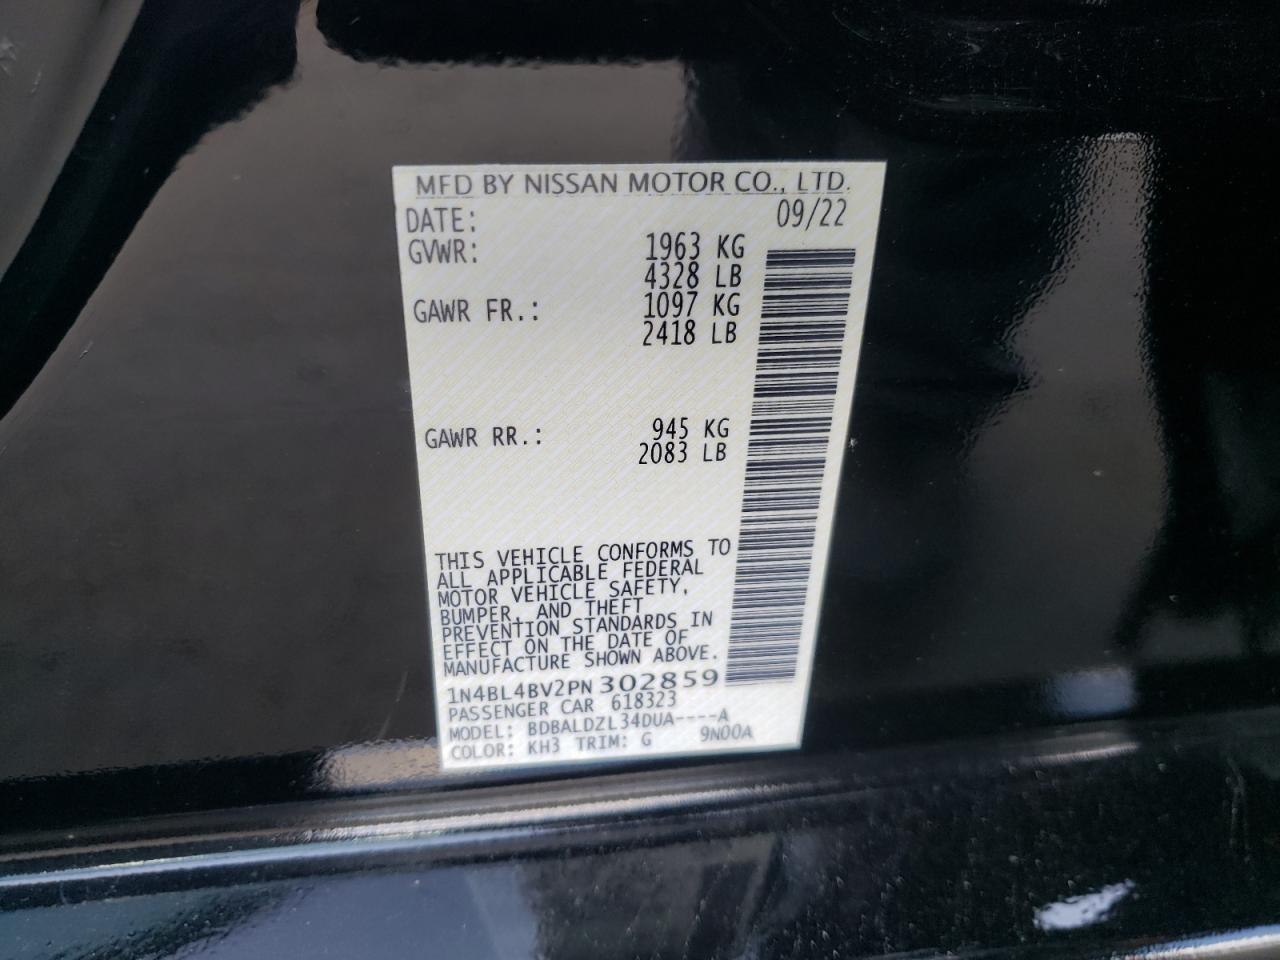 MFD BY NISSAN MOTOR CO., LTD.
DATE: 09/22
GVWR: 1963 KG
4328 LB
GAWR FR.: 1097 KG
2418 LB
GAWR RR.: 945 KG
2083 LB
THIS VEHICLE CONFORMS TO
ALL APPLICABLE FEDERAL
MOTOR VEHICLE SAFETY,
BUMPER, AND THEFT
PREVENTION STANDARDS IN
EFFECT ON THE DATE OF
MANUFACTURE SHOWN ABOVE.
1N4BL4BV2PN302859
PASSENGER CAR 618323
MODEL: BDBALDZL34DUA----A
COLOR: KH3 TRIM: G 9N00A